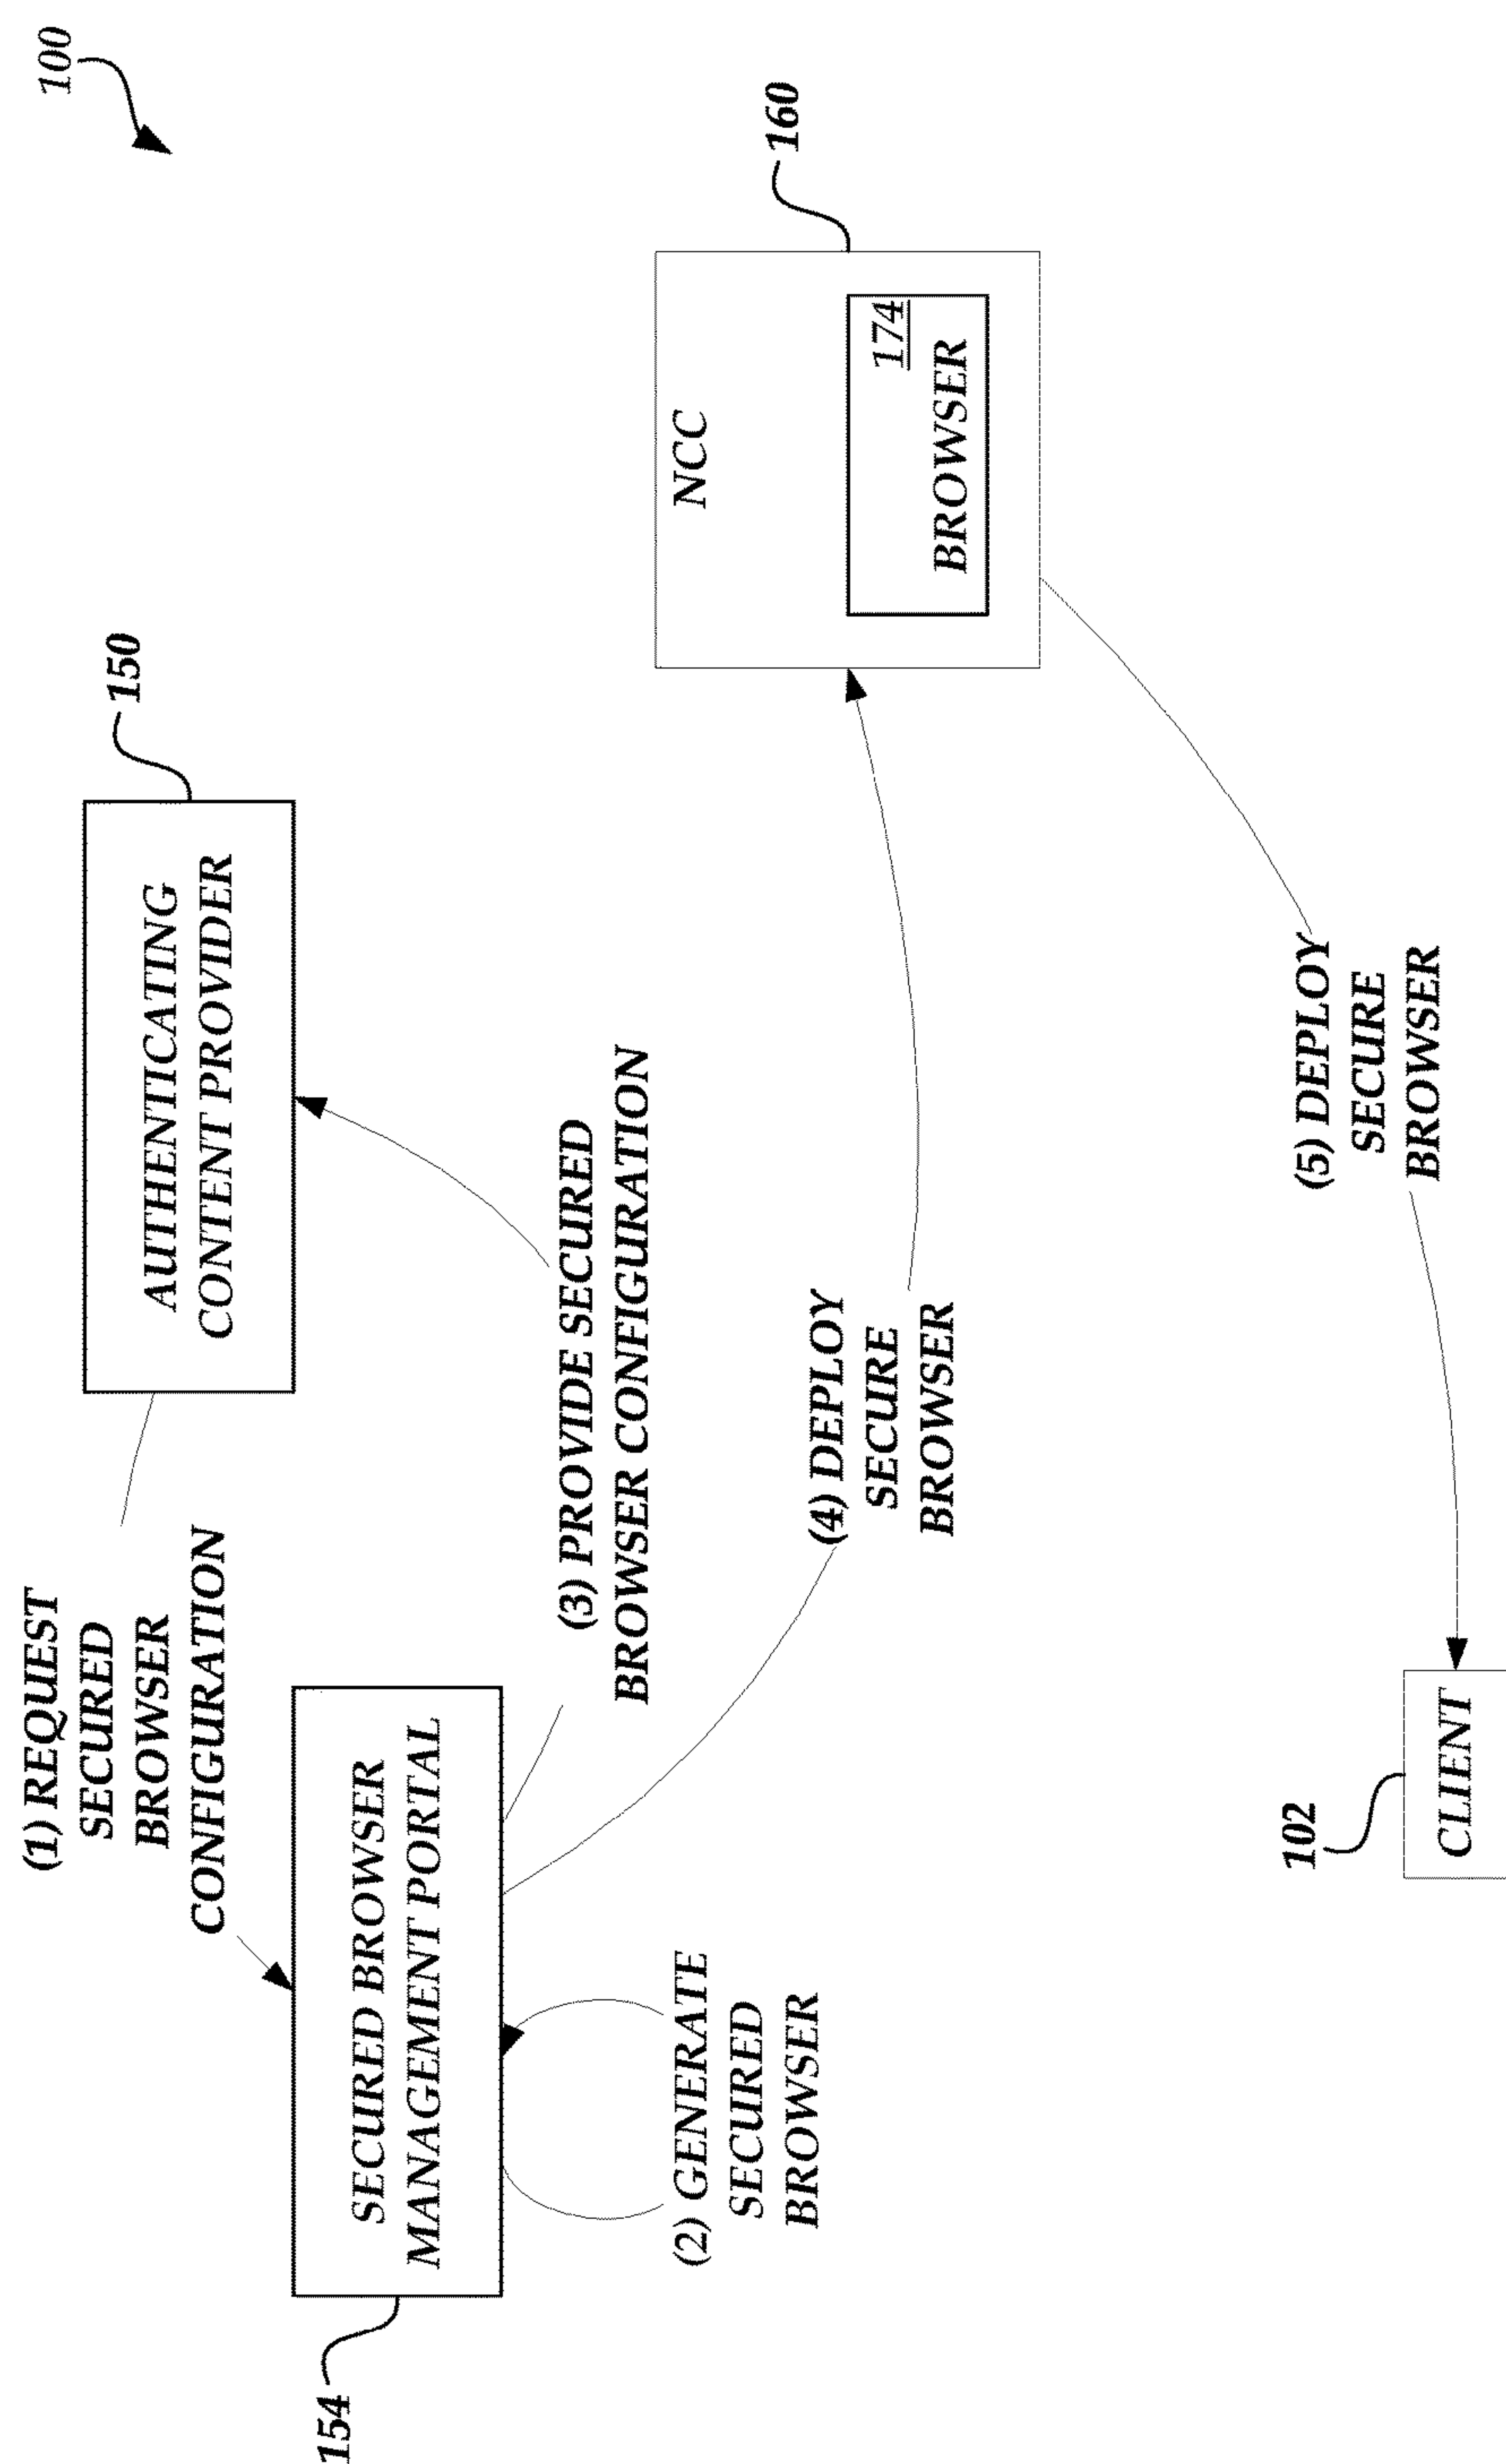 100
(1) REQUEST
SECURED
BROWSER
CONFIGURATION
AUTHENTICATING
CONTENT PROVIDER
150
154
SECURED BROWSER
MANAGEMENT PORTAL
(2) GENERATE
SECURED
BROWSER
(3) PROVIDE SECURED
BROWSER CONFIGURATION
(4) DEPLOY
SECURE
BROWSER
NCC
160
174
BROWSER
(5) DEPLOY
SECURE
BROWSER
102
CLIENT